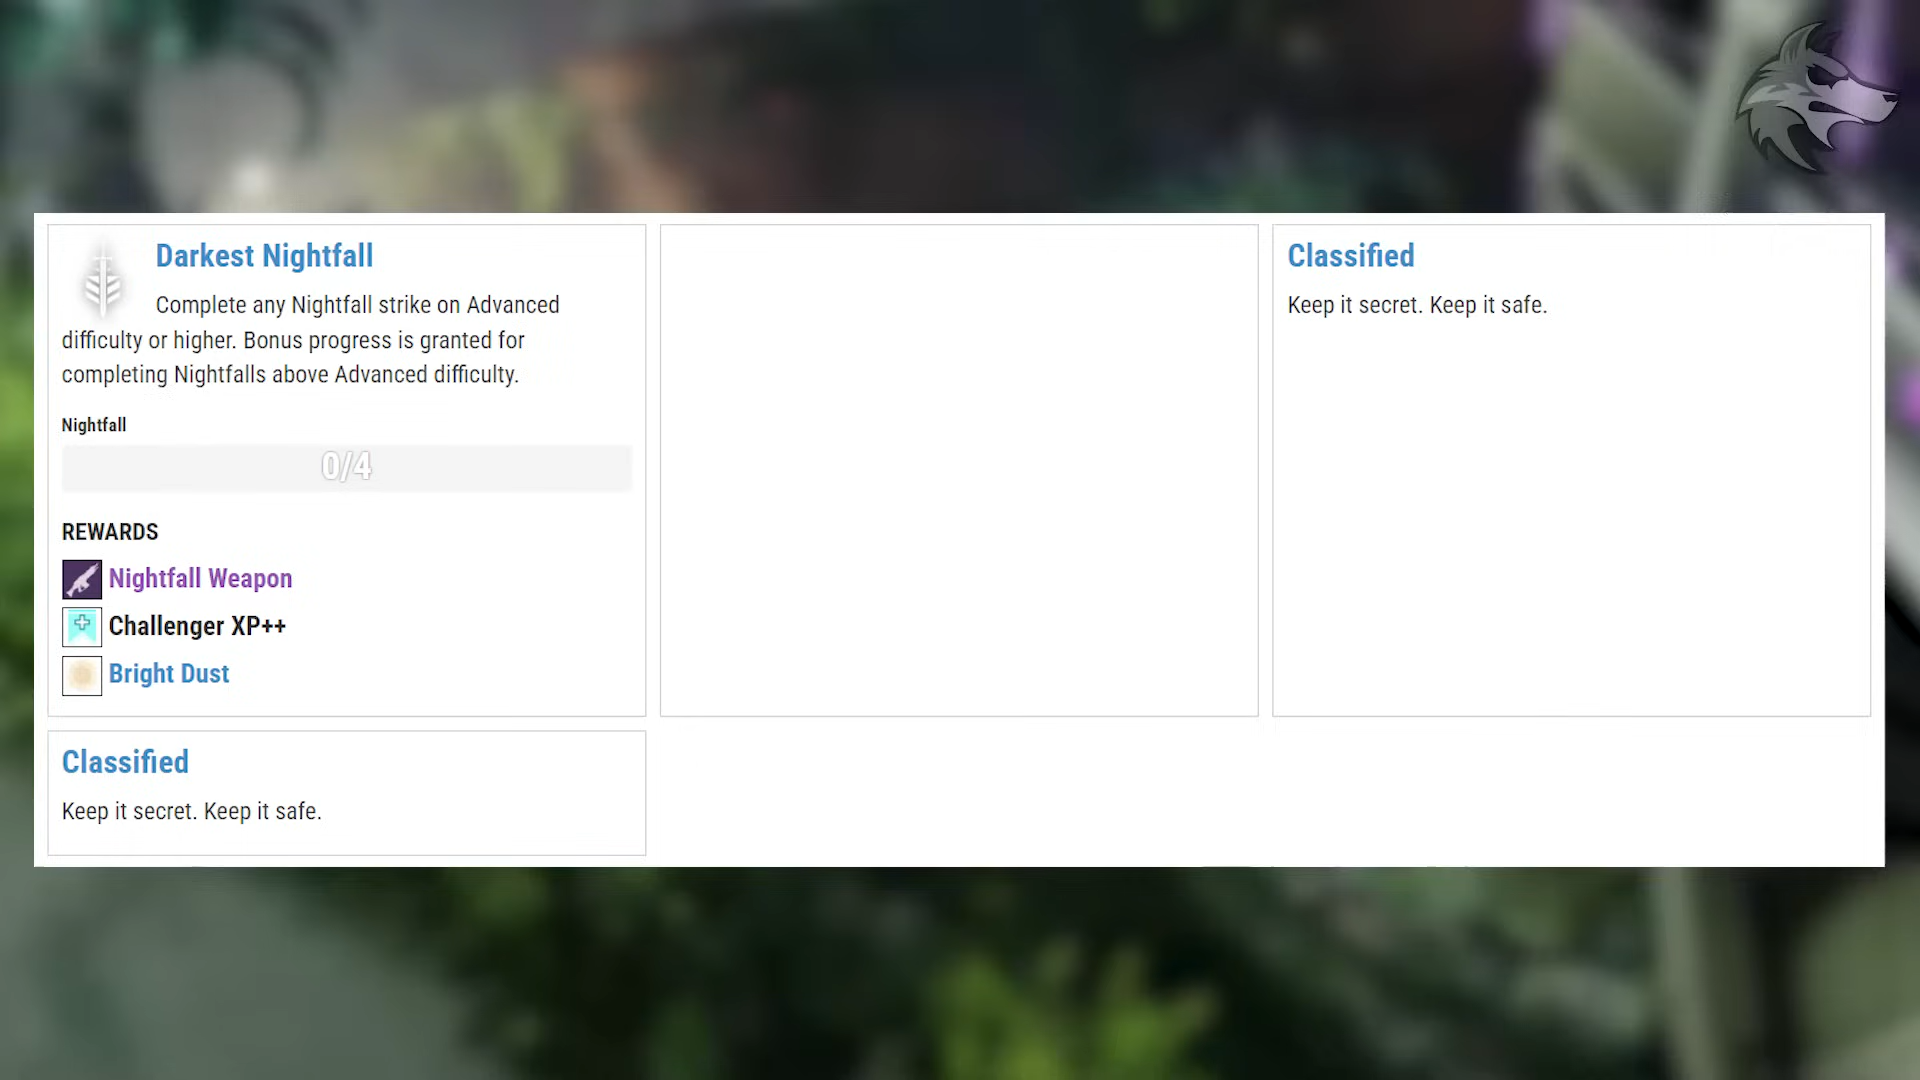 Darkest Nightfall
Complete any Nightfall strike on Advanced
difficulty or higher. Bonus progress is granted for
completing Nightfalls above Advanced difficulty.
Nightfall
0/4
REWARDS
Nightfall Weapon
Challenger XP++
Bright Dust
Classified
Keep it secret. Keep it safe.
Classified
Keep it secret. Keep it safe.